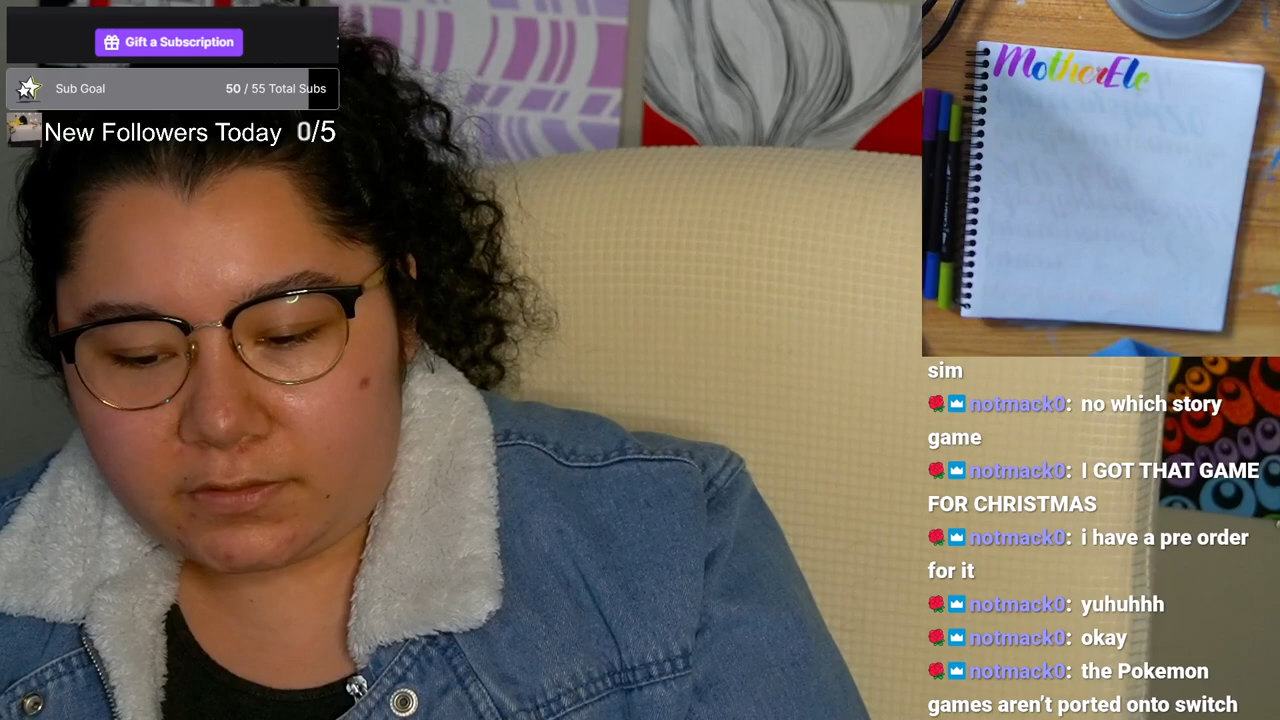 Gift a Subscription
Sub Goal 50 / 55 Total Subs
New Followers Today 0/5
MotherEle
sim
notmack0: no which story
game
notmack0: I GOT THAT GAME
FOR CHRISTMAS
notmack0: i have a pre order
for it
notmack0: yuhuhhh
notmack0: okay
notmack0: the Pokemon
games aren't ported onto switch